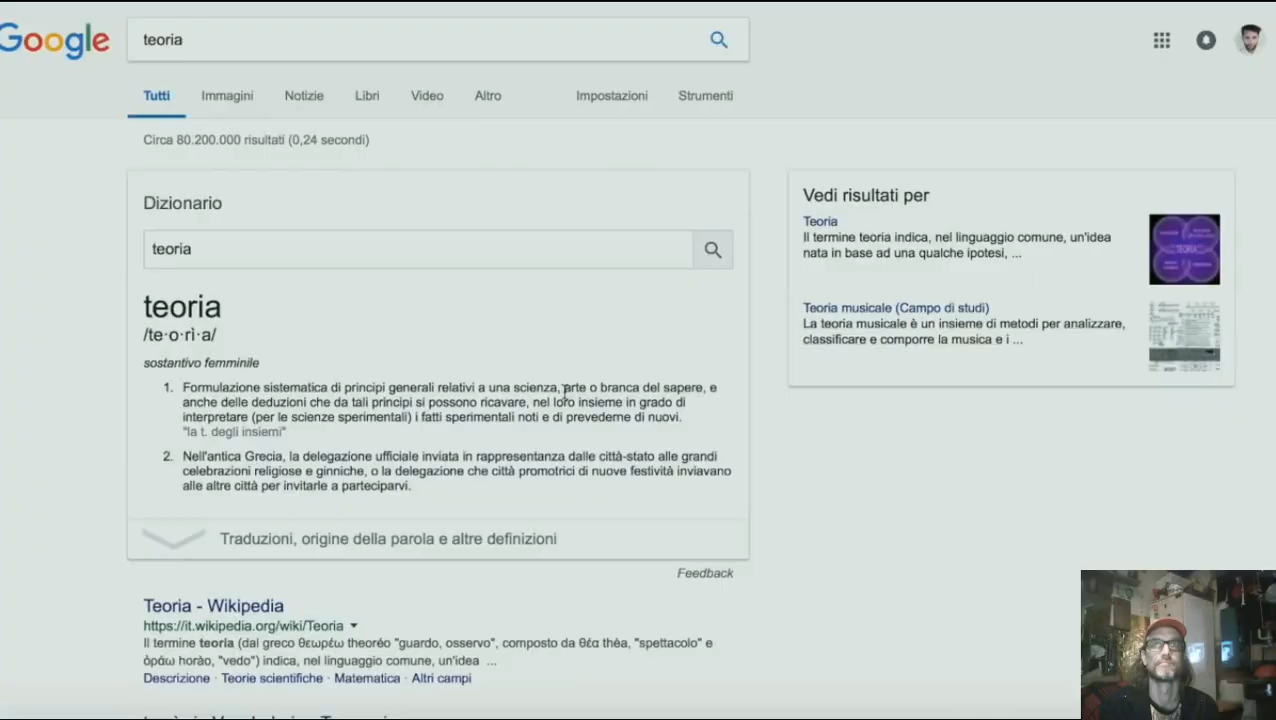 Google
teoria
Tutti Immagini Notizie Libri Video Altro Impostazioni Strumenti
Circa 80.200.000 risultati (0,24 secondi)
Dizionario
teoria
teoria
/te·o·rì·a/
sostantivo femminile
1. Formulazione sistematica di principi generali relativi a una scienza, arte o branca del sapere, e
anche delle deduzioni che da tali principi si possono ricavare, nel loro insieme in grado di
interpretare (per le scienze sperimentali) i fatti sperimentali noti e di prevederne di nuovi.
"la t. degli insiemi"
2. Nell'antica Grecia, la delegazione ufficiale inviata in rappresentanza dalle città-stato alle grandi
celebrazioni religiose e ginniche, o la delegazione che città promotrici di nuove festività inviavano
alle altre città per invitarle a parteciparvi.
Traduzioni, origine della parola e altre definizioni
Feedback
Teoria - Wikipedia
https://it.wikipedia.org/wiki/Teoria
Il termine teoria (dal greco θεωρέω theoréo "guardo, osservo", composto da θέα thèa, "spettacolo" e
ὁράω horào, "vedo") indica, nel linguaggio comune, un'idea ...
Descrizione · Teorie scientifiche · Matematica · Altri campi
Vedi risultati per
Teoria
Il termine teoria indica, nel linguaggio comune, un'idea
nata in base ad una qualche ipotesi, ...
TEORIA
Teoria musicale (Campo di studi)
La teoria musicale è un insieme di metodi per analizzare,
classificare e comporre la musica e i ...